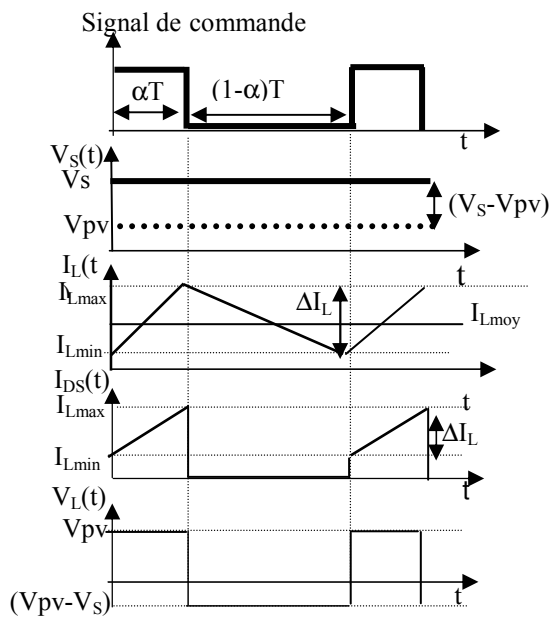 Signal de commande
αT
(1-α)T
t
V_S(t)
Vs
Vpv
(V_S-Vpv)
t
I_L(t
I_Lmax
ΔI_L
I_Lmoy
I_Lmin
I_DS(t)
I_Lmax
t
ΔI_L
I_Lmin
V_L(t)
t
Vpv
t
(Vpv-V_S)
t